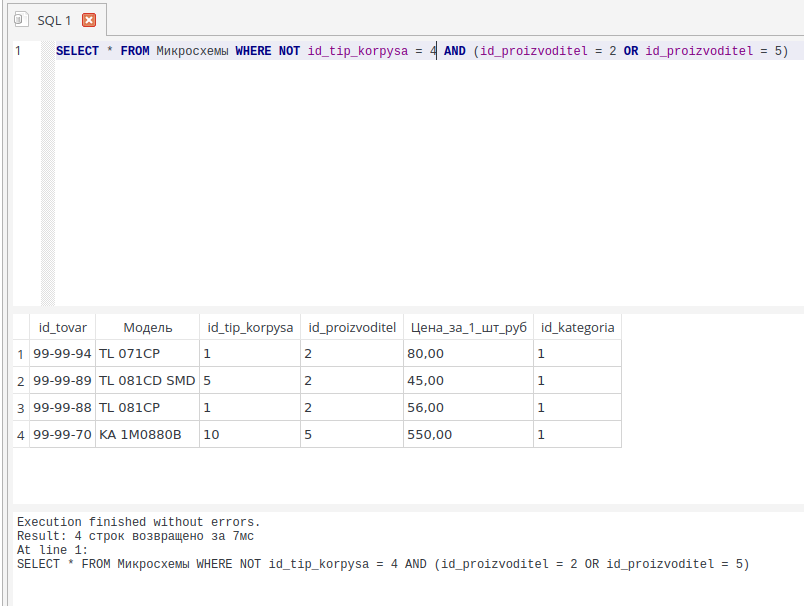 SQL 1
1 SELECT * FROM Микросхемы WHERE NOT id_tip_korpysa = 4 AND (id_proizvoditel = 2 OR id_proizvoditel = 5)
id_tovar Модель id_tip_korpysa id_proizvoditel Цена_за_1_шт_руб id_kategoria
1 99-99-94 TL 071CP 1 2 80,00 1
2 99-99-89 TL 081CD SMD 5 2 45,00 1
3 99-99-88 TL 081CP 1 2 56,00 1
4 99-99-70 KA 1M0880B 10 5 550,00 1
Execution finished without errors.
Result: 4 строк возвращено за 7мс
At line 1:
SELECT * FROM Микросхемы WHERE NOT id_tip_korpysa = 4 AND (id_proizvoditel = 2 OR id_proizvoditel = 5)